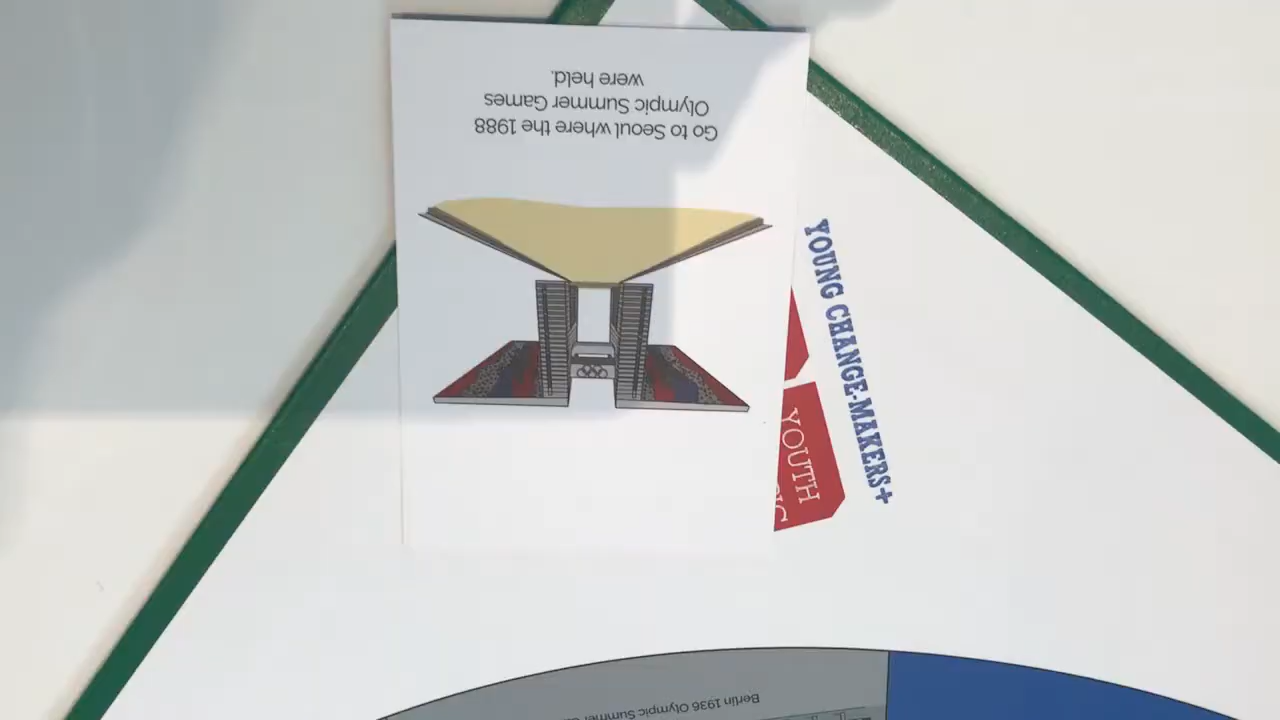 Go to Seoul where the 1988
Olympic Summer Games
were held.
YOUNG CHANGE-MAKERS+
YOUTH
Berlin 1936 Olympic Summer